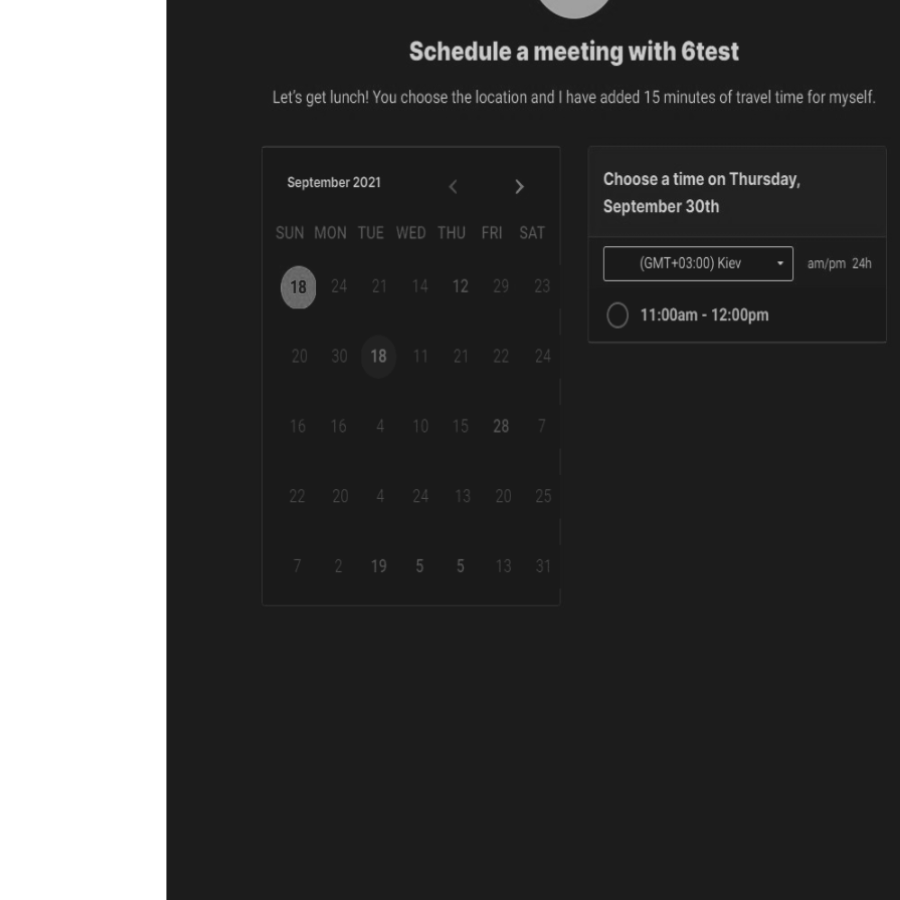 Schedule a meeting with 6test
Let's get lunch! You choose the location and I have added 15 minutes of travel time for myself.
September 2021
SUN MON TUE WED THU FRI SAT
18 24 21 14 12 29 23
20 30 18 11 21 22 24
16 16 4 10 15 28 7
22 20 4 24 13 20 25
7 2 19 5 5 13 31
Choose a time on Thursday,
September 30th
(GMT+03:00) Kiev am/pm 24h
11:00am - 12:00pm